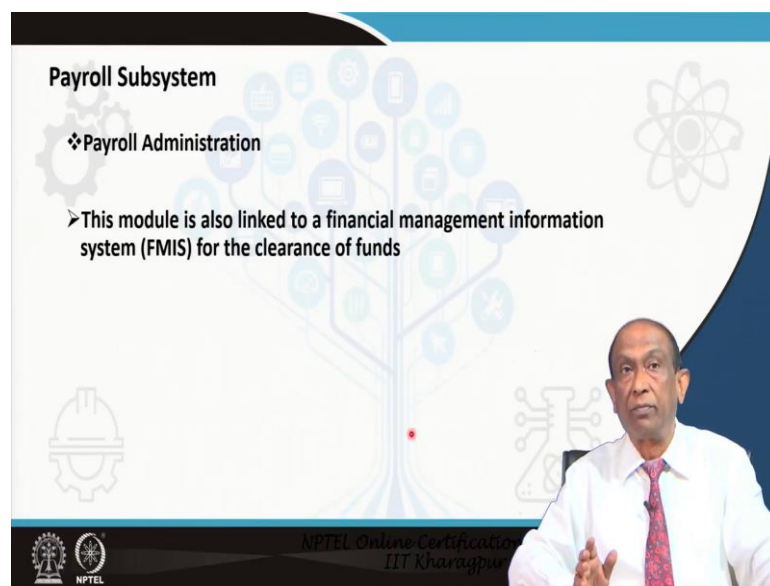 Payroll Subsystem
❖Payroll Administration
➢This module is also linked to a financial management information
system (FMIS) for the clearance of funds
NPTEL Online Certification
IIT Kharagpur
NPTEL